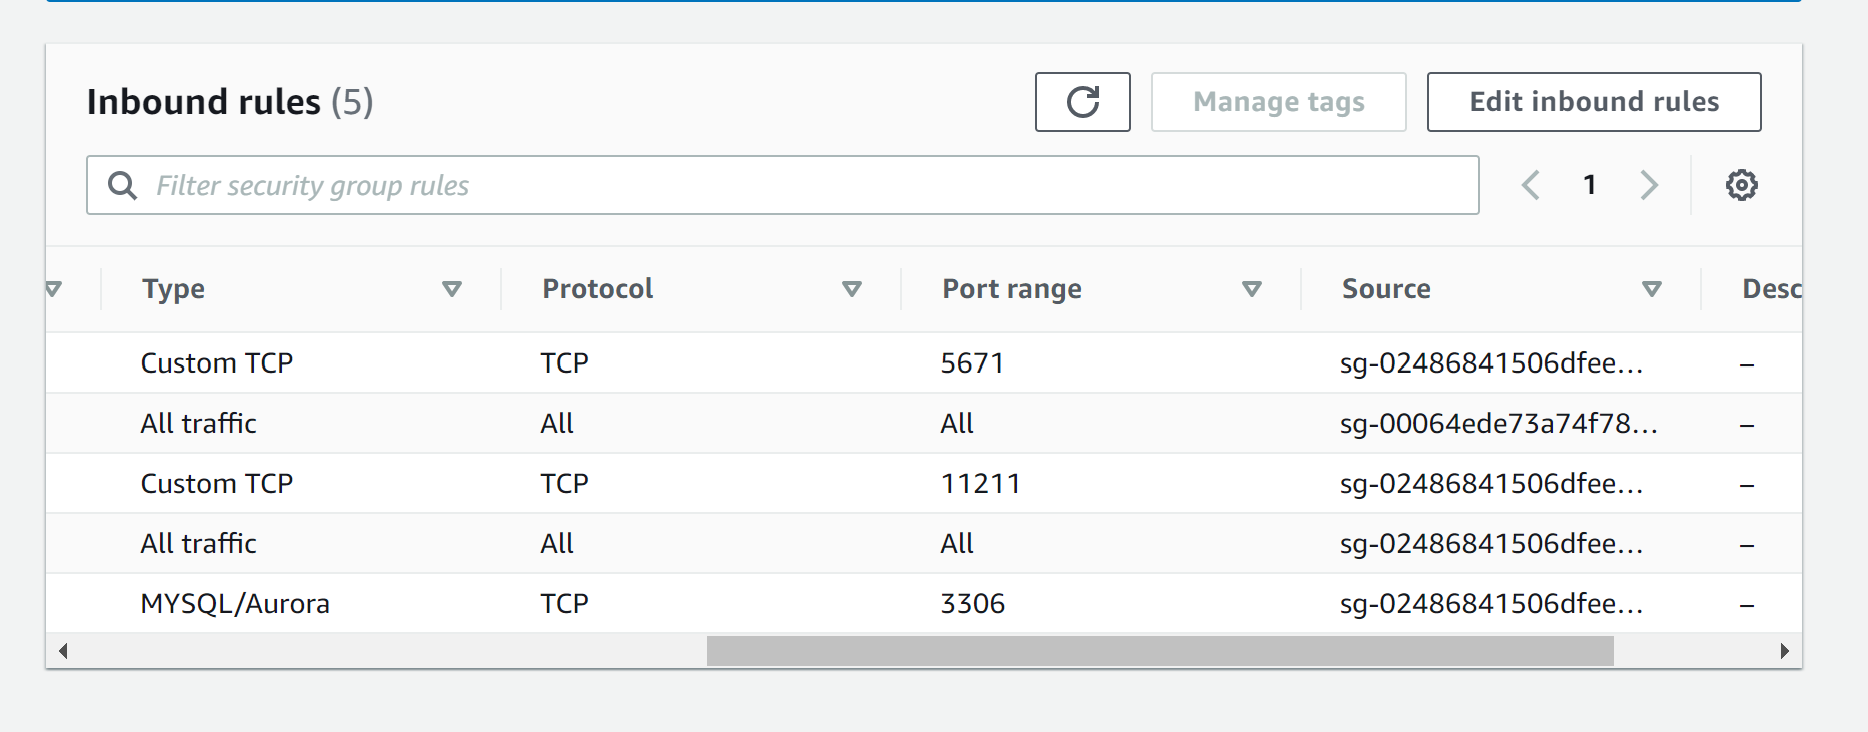 Inbound rules (5)
Manage tags
Edit inbound rules
Filter security group rules
1
Type Protocol Port range Source Desc
Custom TCP TCP 5671 sg-02486841506dfee... –
All traffic All All sg-00064ede73a74f78... –
Custom TCP TCP 11211 sg-02486841506dfee... –
All traffic All All sg-02486841506dfee... –
MYSQL/Aurora TCP 3306 sg-02486841506dfee... –